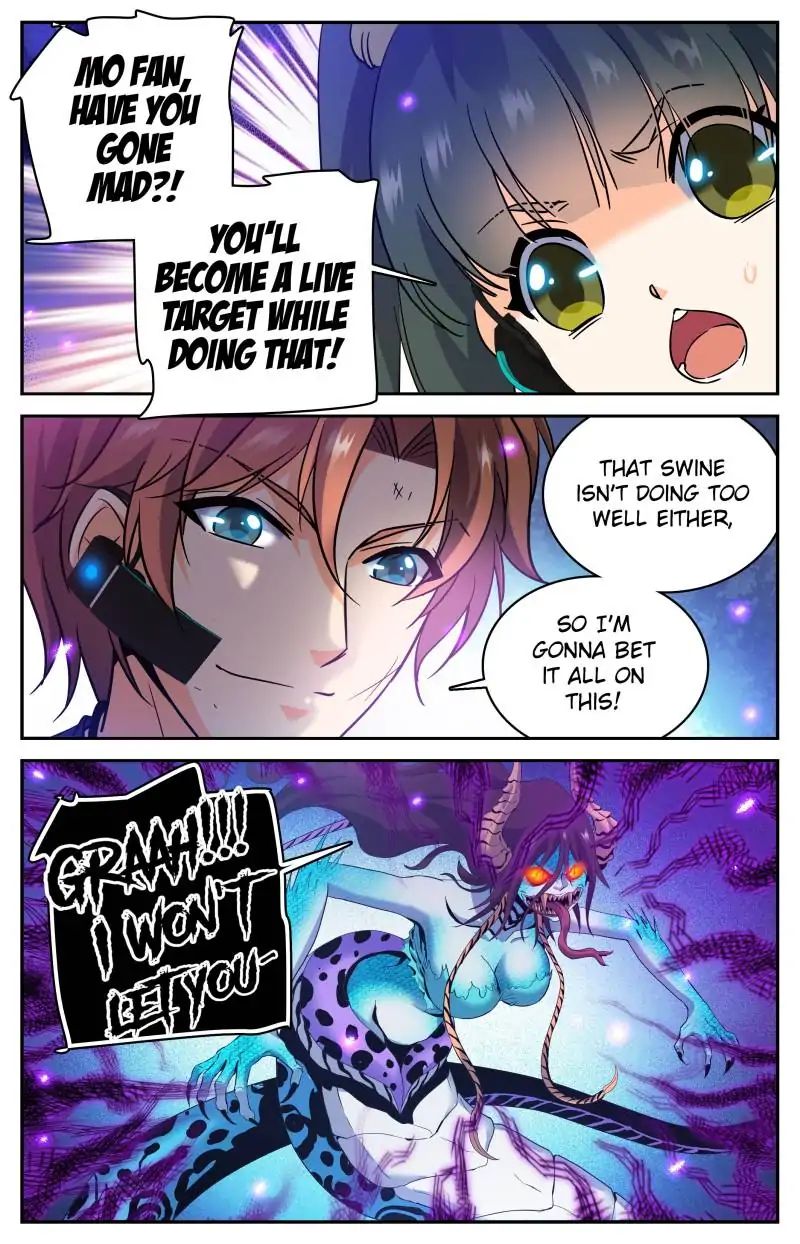 MO FAN,
HAVE YOU
GONE
MAD?!
YOU'LL
BECOME A LIVE
TARGET WHILE
DOING THAT!
THAT SWINE
ISN'T DOING TOO
WELL EITHER,
SO I'M
GONNA BET
IT ALL ON
THIS!
GRAAH!!!!
I WON'T
LET YOU-